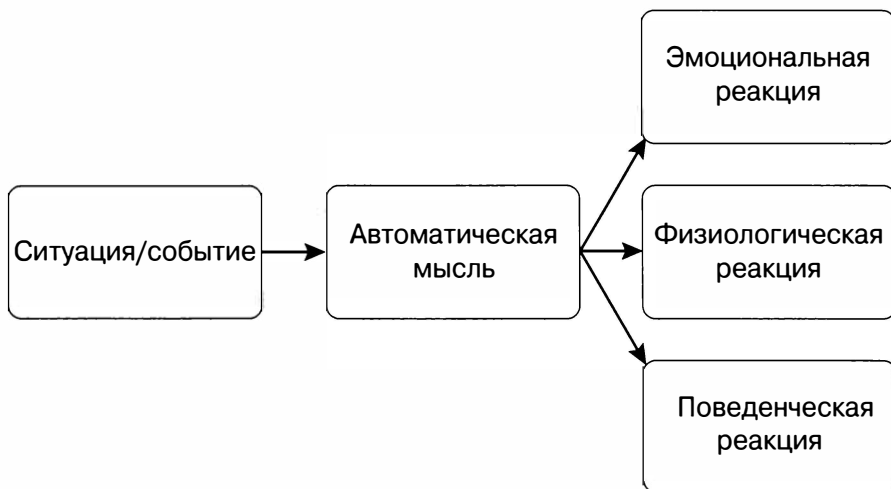 Эмоциональная
реакция
Ситуация/событие
Автоматическая
мысль
Физиологическая
реакция
Поведенческая
реакция